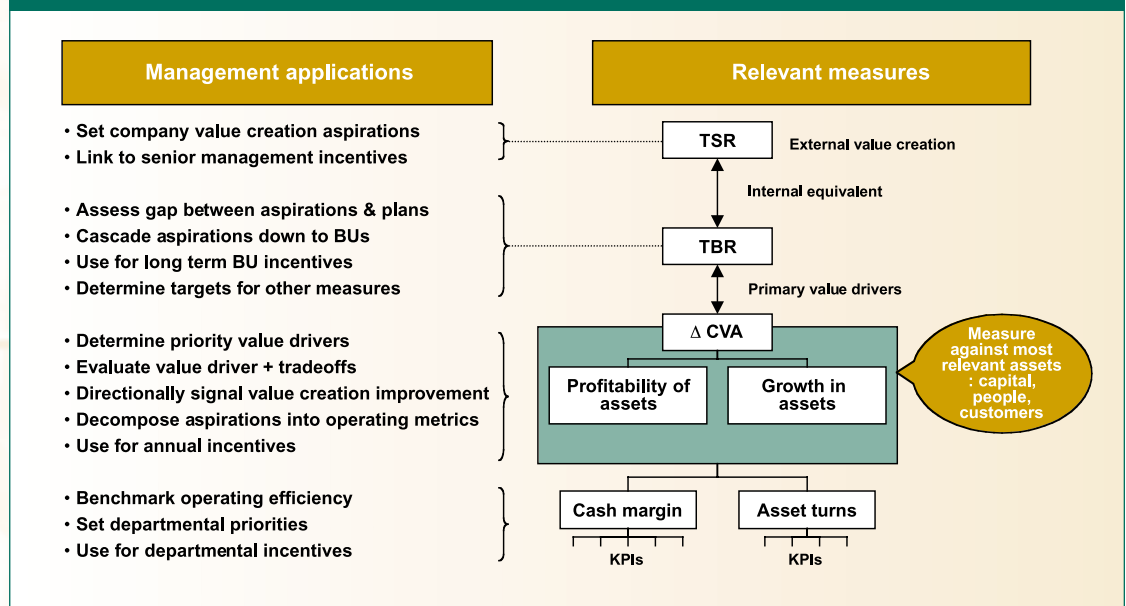 Management applications
• Set company value creation aspirations
• Link to senior management incentives
• Assess gap between aspirations & plans
• Cascade aspirations down to BUs
• Use for long term BU incentives
• Determine targets for other measures
• Determine priority value drivers
• Evaluate value driver + tradeoffs
• Directionally signal value creation improvement
• Decompose aspirations into operating metrics
• Use for annual incentives
• Benchmark operating efficiency
• Set departmental priorities
• Use for departmental incentives
Relevant measures
TSR
External value creation
Internal equivalent
TBR
Primary value drivers
Δ CVA
Profitability of
assets
Growth in
assets
Measure
against most
relevant assets
: capital,
people,
customers
Cash margin
Asset turns
KPIs
KPIs